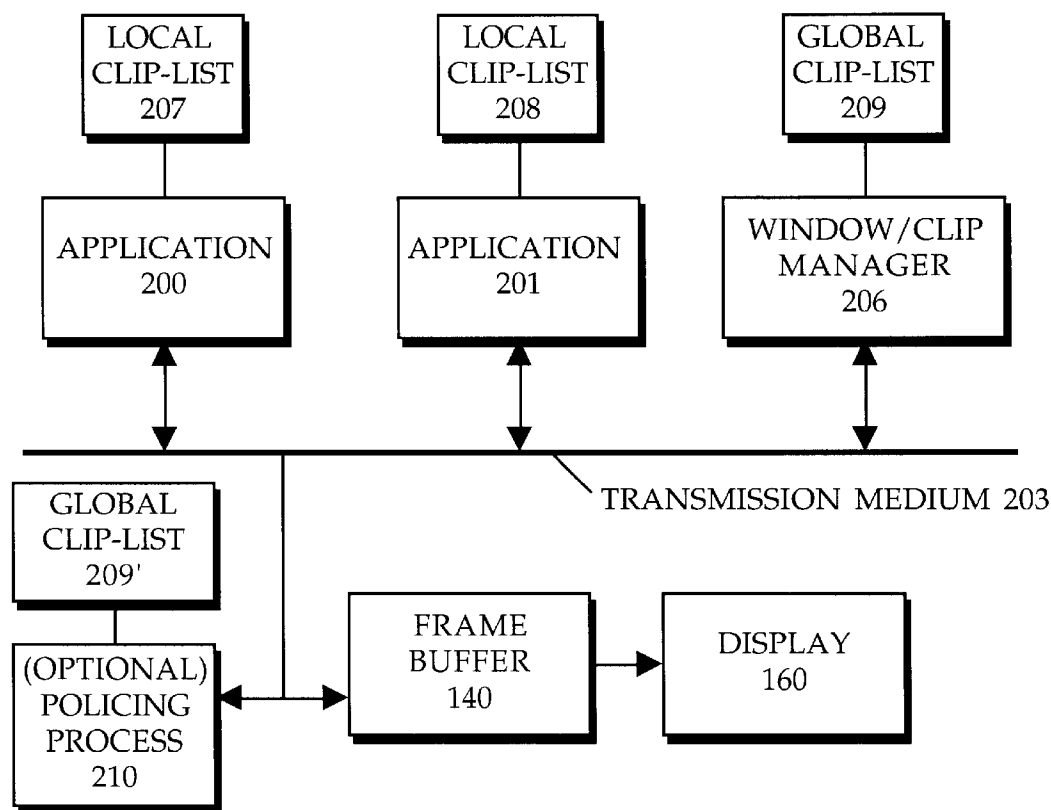 LOCAL
CLIP-LIST
207
LOCAL
CLIP-LIST
208
GLOBAL
CLIP-LIST
209
APPLICATION
200
APPLICATION
201
WINDOW/CLIP
MANAGER
206
TRANSMISSION MEDIUM 203
GLOBAL
CLIP-LIST
209'
(OPTIONAL)
POLICING
PROCESS
210
FRAME
BUFFER
140
DISPLAY
160